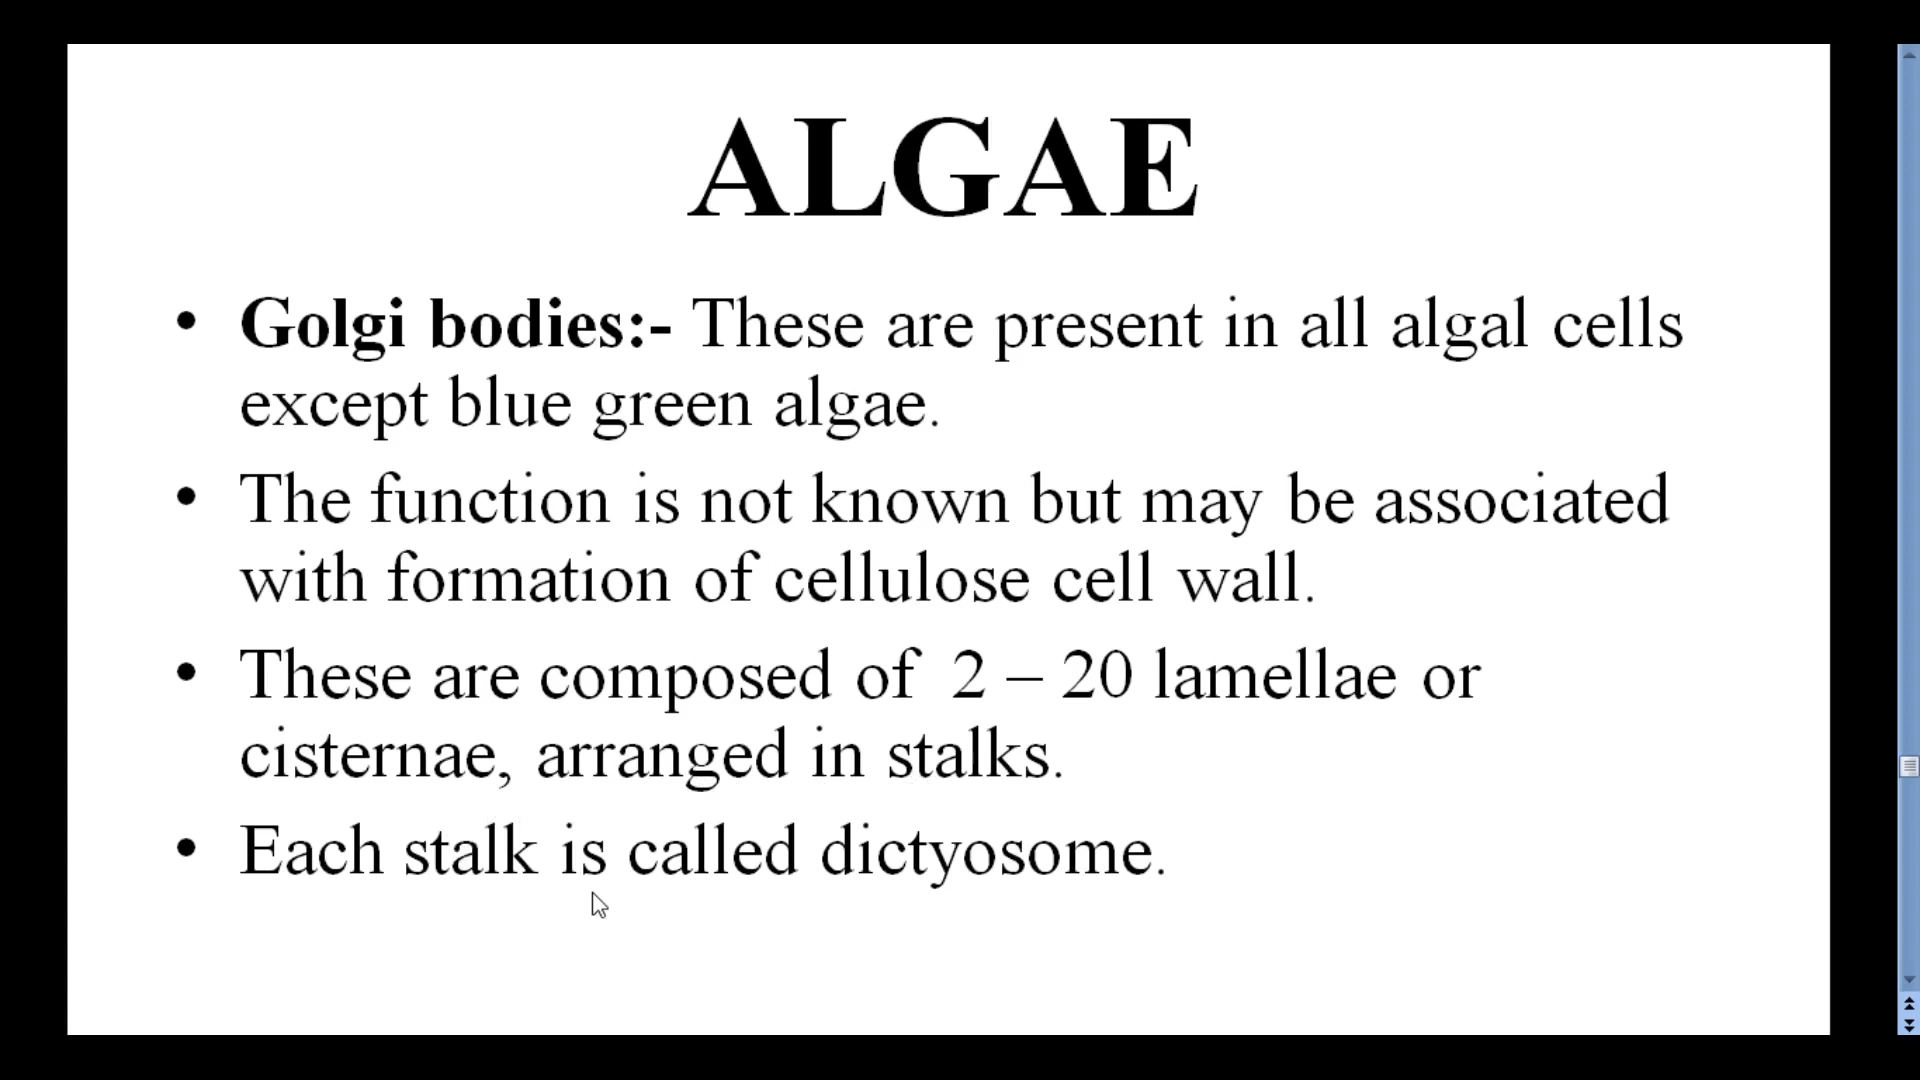 ALGAE
• Golgi bodies:- These are present in all algal cells
except blue green algae.
• The function is not known but may be associated
with formation of cellulose cell wall.
• These are composed of 2 – 20 lamellae or
cisternae, arranged in stalks.
• Each stalk is called dictyosome.